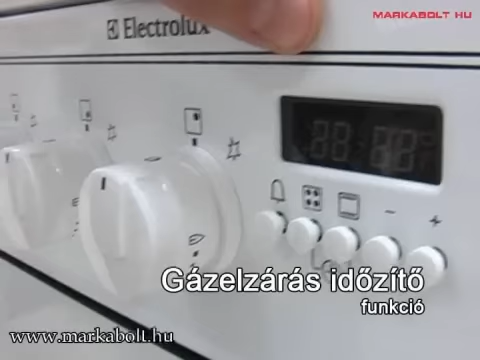 Electrolux
MARKABOLT HU
Gázelzárás időzítő
funkció
www.markabolt.hu